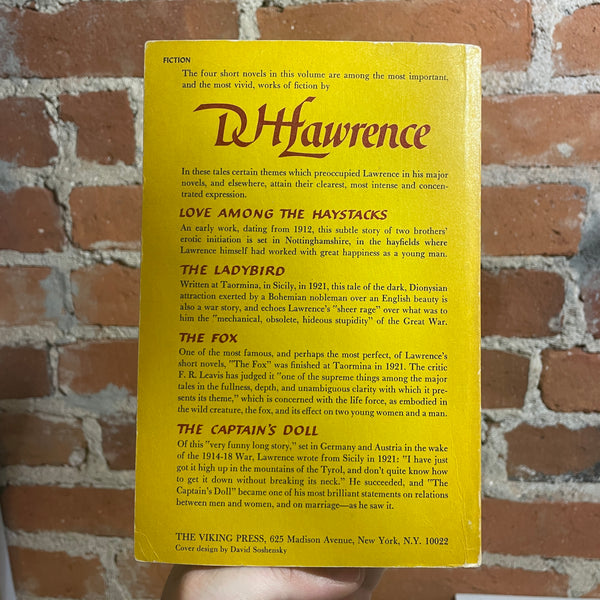 FICTION
The four short novels in this volume are among the most important,
and the most vivid, works of fiction by
DHLawrence
In these tales certain themes which preoccupied Lawrence in his major
novels, and elsewhere, attain their clearest, most intense and concen-
trated expression.
LOVE AMONG THE HAYSTACKS
An early work, dating from 1912, this subtle story of two brothers'
erotic initiation is set in Nottinghamshire, in the hayfields where
Lawrence himself had worked with great happiness as a young man.
THE LADYBIRD
Written at Taormina, in Sicily, in 1921, this tale of the dark, Dionysian
attraction exerted by a Bohemian nobleman over an English beauty is
also a war story, and echoes Lawrence's "sheer rage" over what was to
him the "mechanical, obsolete, hideous stupidity" of the Great War.
THE FOX
One of the most famous, and perhaps the most perfect, of Lawrence's
short novels, "The Fox" was finished at Taormina in 1921. The critic
F. R. Leavis has judged it "one of the supreme things among the major
tales in the fullness, depth, and unambiguous clarity with which it pre-
sents its theme," which is concerned with the life force, as embodied in
the wild creature, the fox, and its effect on two young women and a man.
THE CAPTAIN'S DOLL
Of this "very funny long story," set in Germany and Austria in the wake
of the 1914-18 War, Lawrence wrote from Sicily in 1921: "I have just
got it high up in the mountains of the Tyrol, and don't quite know how
to get it down without breaking its neck." He succeeded, and "The
Captain's Doll" became one of his most brilliant statements on relations
between men and women, and on marriage—as he saw it.
THE VIKING PRESS, 625 Madison Avenue, New York, N.Y. 10022
Cover design by David Soshensky